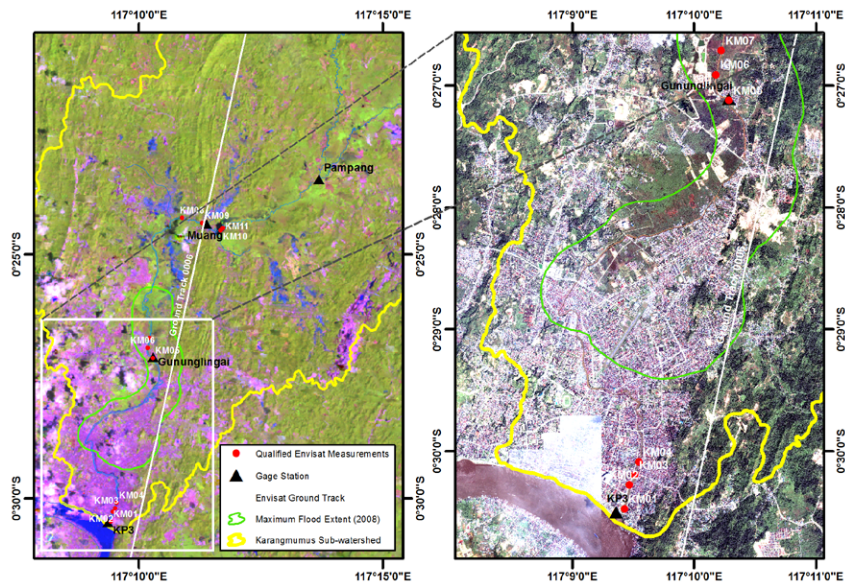 117°10'0"E
117°15'0"E
117°9'0"E
117°10'0"E
117°11'0"E
Pampang
KM09
KM11
KM10
Muang
0°25'0"S
0°25'0"S
Ground Track 0006
KM06
KM05
Gununglingai
KM04
KM03
KM01
KM02
KP3
0°30'0"S
0°30'0"S
Qualified Envisat Measurements
Gage Station
Envisat Ground Track
Maximum Flood Extent (2008)
Karangmumus Sub-watershed
117°10'0"E
117°15'0"E
KM07
KM06
Gununglingai
KM05
0°27'0"S
0°27'0"S
0°28'0"S
0°28'0"S
0°29'0"S
0°29'0"S
KM04
KM03
KM02
KP3
KM01
0°30'0"S
0°30'0"S
117°9'0"E
117°10'0"E
117°11'0"E